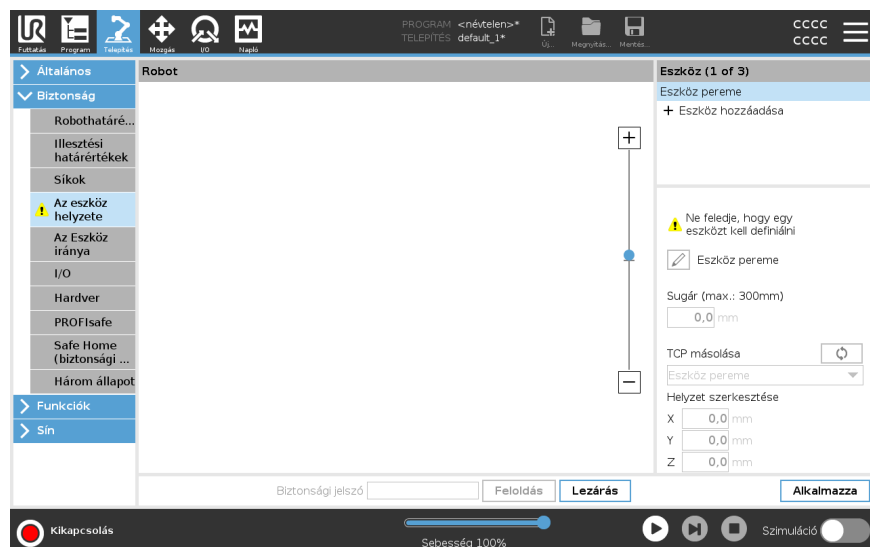 PROGRAM <névtelen>*
TELEPÍTÉS default_1*
CCCC
CCCC
Futtatás Program Telepítés Mozgás I/O Napló Új... Megnyitás... Mentés...
Általános
Biztonság
Robothatáré...
Illesztési
határértékek
Síkok
Az eszköz
helyzete
Az Eszköz
iránya
I/O
Hardver
PROFIsafe
Safe Home
(biztonsági ...
Három állapot
Funkciók
Sín
Robot
Eszköz (1 of 3)
Eszköz pereme
+ Eszköz hozzáadása
Ne feledje, hogy egy
eszközt kell definiálni
Eszköz pereme
Sugár (max.: 300mm)
0,0 mm
TCP másolása
Eszköz pereme
Helyzet szerkesztése
X 0,0 mm
Y 0,0 mm
Z 0,0 mm
Biztonsági jelszó Feloldás Lezárás Alkalmazza
Kikapcsolás
Sebesség 100%
Szimuláció